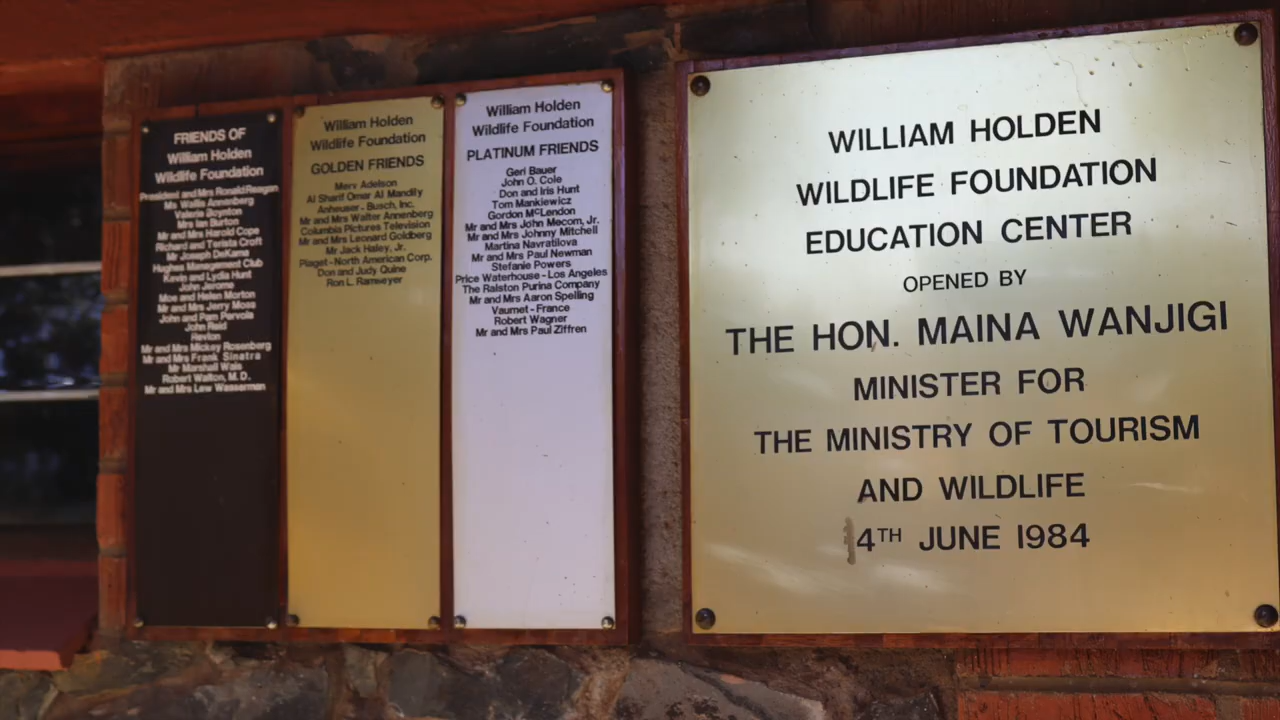 FRIENDS OF
William Holden
Wildlife Foundation
President and Mrs Ronald Reagan
Ms Wallis Annenberg
Valerie Boynton
Mrs Ian Burton
Mr and Mrs Harold Cope
Richard and Terista Croft
Mr Joseph DeKama
Hughes Management Club
Kevin and Lydia Hunt
John Jerome
Moe and Helen Morton
Mr and Mrs Jerry Moss
John and Pam Pervola
John Reid
Revlon
Mr and Mrs Mickey Rosenberg
Mr and Mrs Frank Sinatra
Mr Marshall Wais
Robert Walton, M.D.
Mr and Mrs Lew Wasserman
William Holden
Wildlife Foundation
GOLDEN FRIENDS
Merv Adelson
Al Sharif Omar Al Mandily
Anheuser-Busch, Inc.
Mr and Mrs Walter Annenberg
Columbia Pictures Television
Mr and Mrs Leonard Goldberg
Mr Jack Haley, Jr.
Piaget-North American Corp.
Don and Judy Quine
Ron L. Rameyer
William Holden
Wildlife Foundation
PLATINUM FRIENDS
Geri Bauer
John O. Cole
Don and Iris Hunt
Tom Mankiewicz
Gordon McLendon
Mr and Mrs John Mecom, Jr.
Mr and Mrs Johnny Mitchell
Martina Navratilova
Mr and Mrs Paul Newman
Stefanie Powers
Price Waterhouse-Los Angeles
The Ralston Purina Company
Mr and Mrs Aaron Spelling
Vaurnet-France
Robert Wagner
Mr and Mrs Paul Ziffren
WILLIAM HOLDEN
WILDLIFE FOUNDATION
EDUCATION CENTER
OPENED BY
THE HON. MAINA WANJIGI
MINISTER FOR
THE MINISTRY OF TOURISM
AND WILDLIFE
4TH JUNE 1984